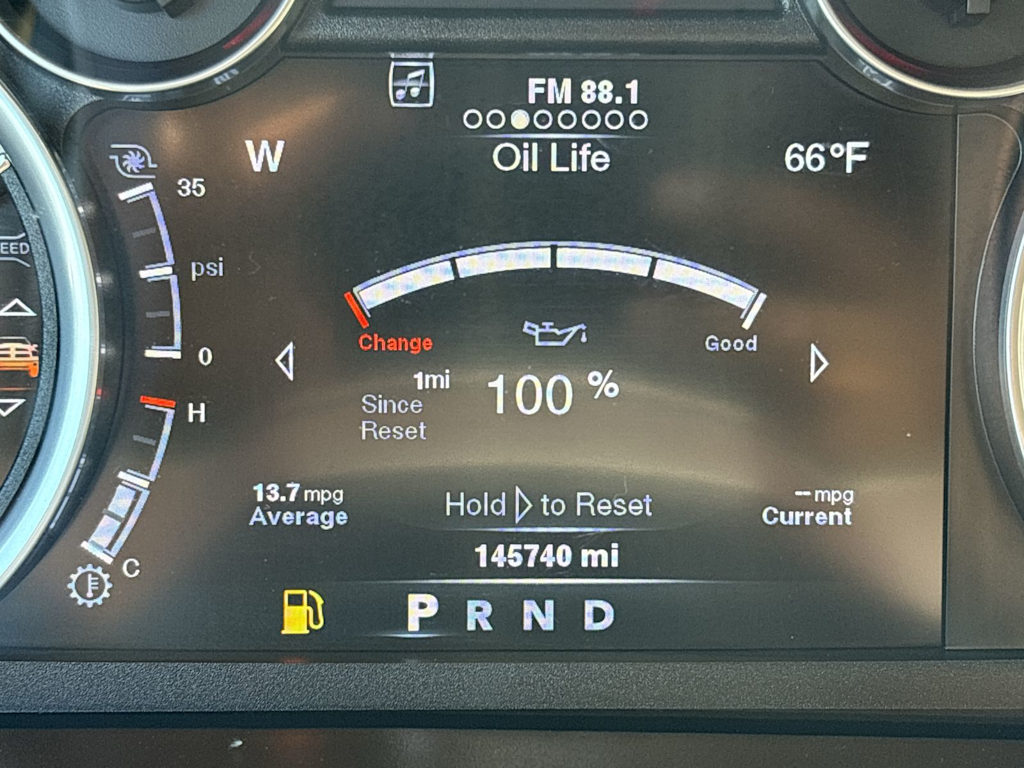 FM 88.1
W
Oil Life
66°F
35
psi
0
EED
Change
Good
1mi
Since
Reset
100 %
H
13.7 mpg
Average
Hold ▷ to Reset
-- mpg
Current
145740 mi
C
P R N D